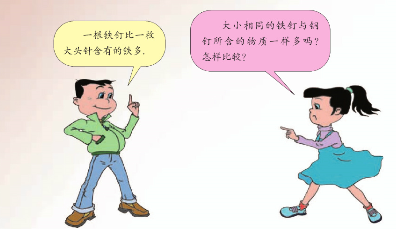 一根铁钉比一枚
大头针含有的铁多.
大小相同的铁钉与铜
钉所含的物质一样多吗?
怎样比较?